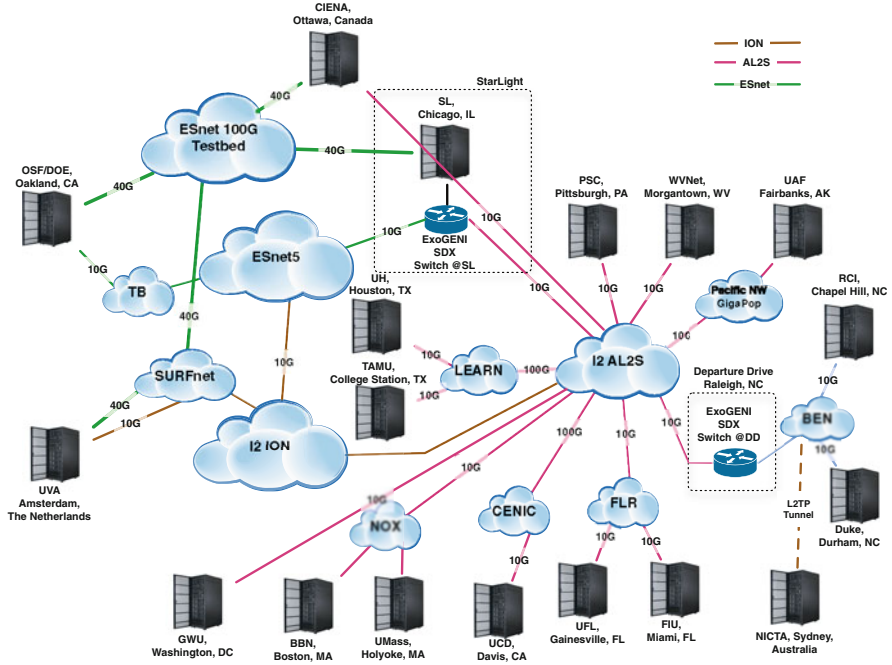 CIENA,
Ottawa, Canada
ION
AL2S
ESnet
StarLight
40G
SL,
Chicago, IL
ESnet 100G
Testbed
40G
OSF/DOE,
Oakland, CA
40G
PSC,
Pittsburgh, PA
WVNet,
Morgantown, WV
UAF
Fairbanks, AK
10G
10G
ExoGENI
SDX
Switch @SL
ESnet5
10G
TB
UH,
Houston, TX
10G
10G
10G
Pacific NW
GigaPop
RCI,
Chapel Hill, NC
40G
10G
10G
LEARN
100G
I2 AL2S
SURFnet
TAMU,
College Station, TX
10G
Departure Drive
Raleigh, NC
10G
40G
10G
ExoGENI
SDX
Switch @DD
BEN
10G
I2 ION
100G
10G
10G
10G
UVA
Amsterdam,
The Netherlands
10G
NOX
CENIC
FLR
L2TP
Tunnel
Duke,
Durham, NC
10G
10G
10G
GWU,
Washington, DC
BBN,
Boston, MA
UMass,
Holyoke, MA
UCD,
Davis, CA
UFL,
Gainesville, FL
FIU,
Miami, FL
NICTA, Sydney,
Australia